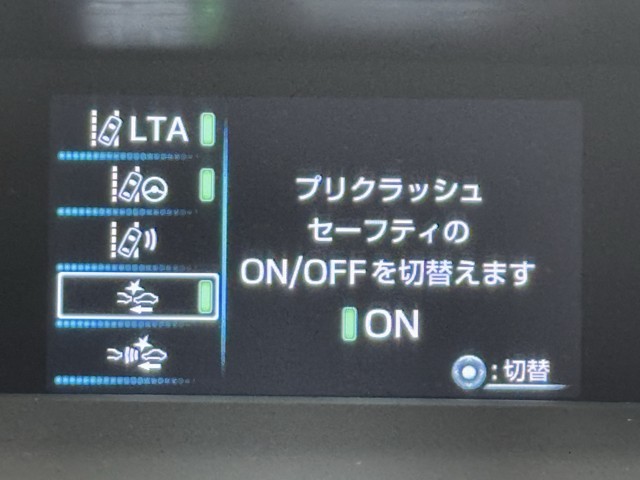 LTA
プリクラッシュ
セーフティの
ON/OFFを切替えます
ON
:切替